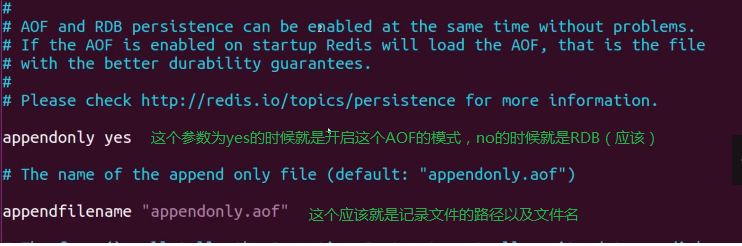 #
# AOF and RDB persistence can be enabled at the same time without problems.
# If the AOF is enabled on startup Redis will load the AOF, that is the file
# with the better durability guarantees.
#
# Please check http://redis.io/topics/persistence for more information.
appendonly yes 这个参数为yes的时候就是开启这个AOF的模式，no的时候就是RDB（应该）
# The name of the append only file (default: "appendonly.aof")
appendfilename "appendonly.aof" 这个应该就是记录文件的路径以及文件名